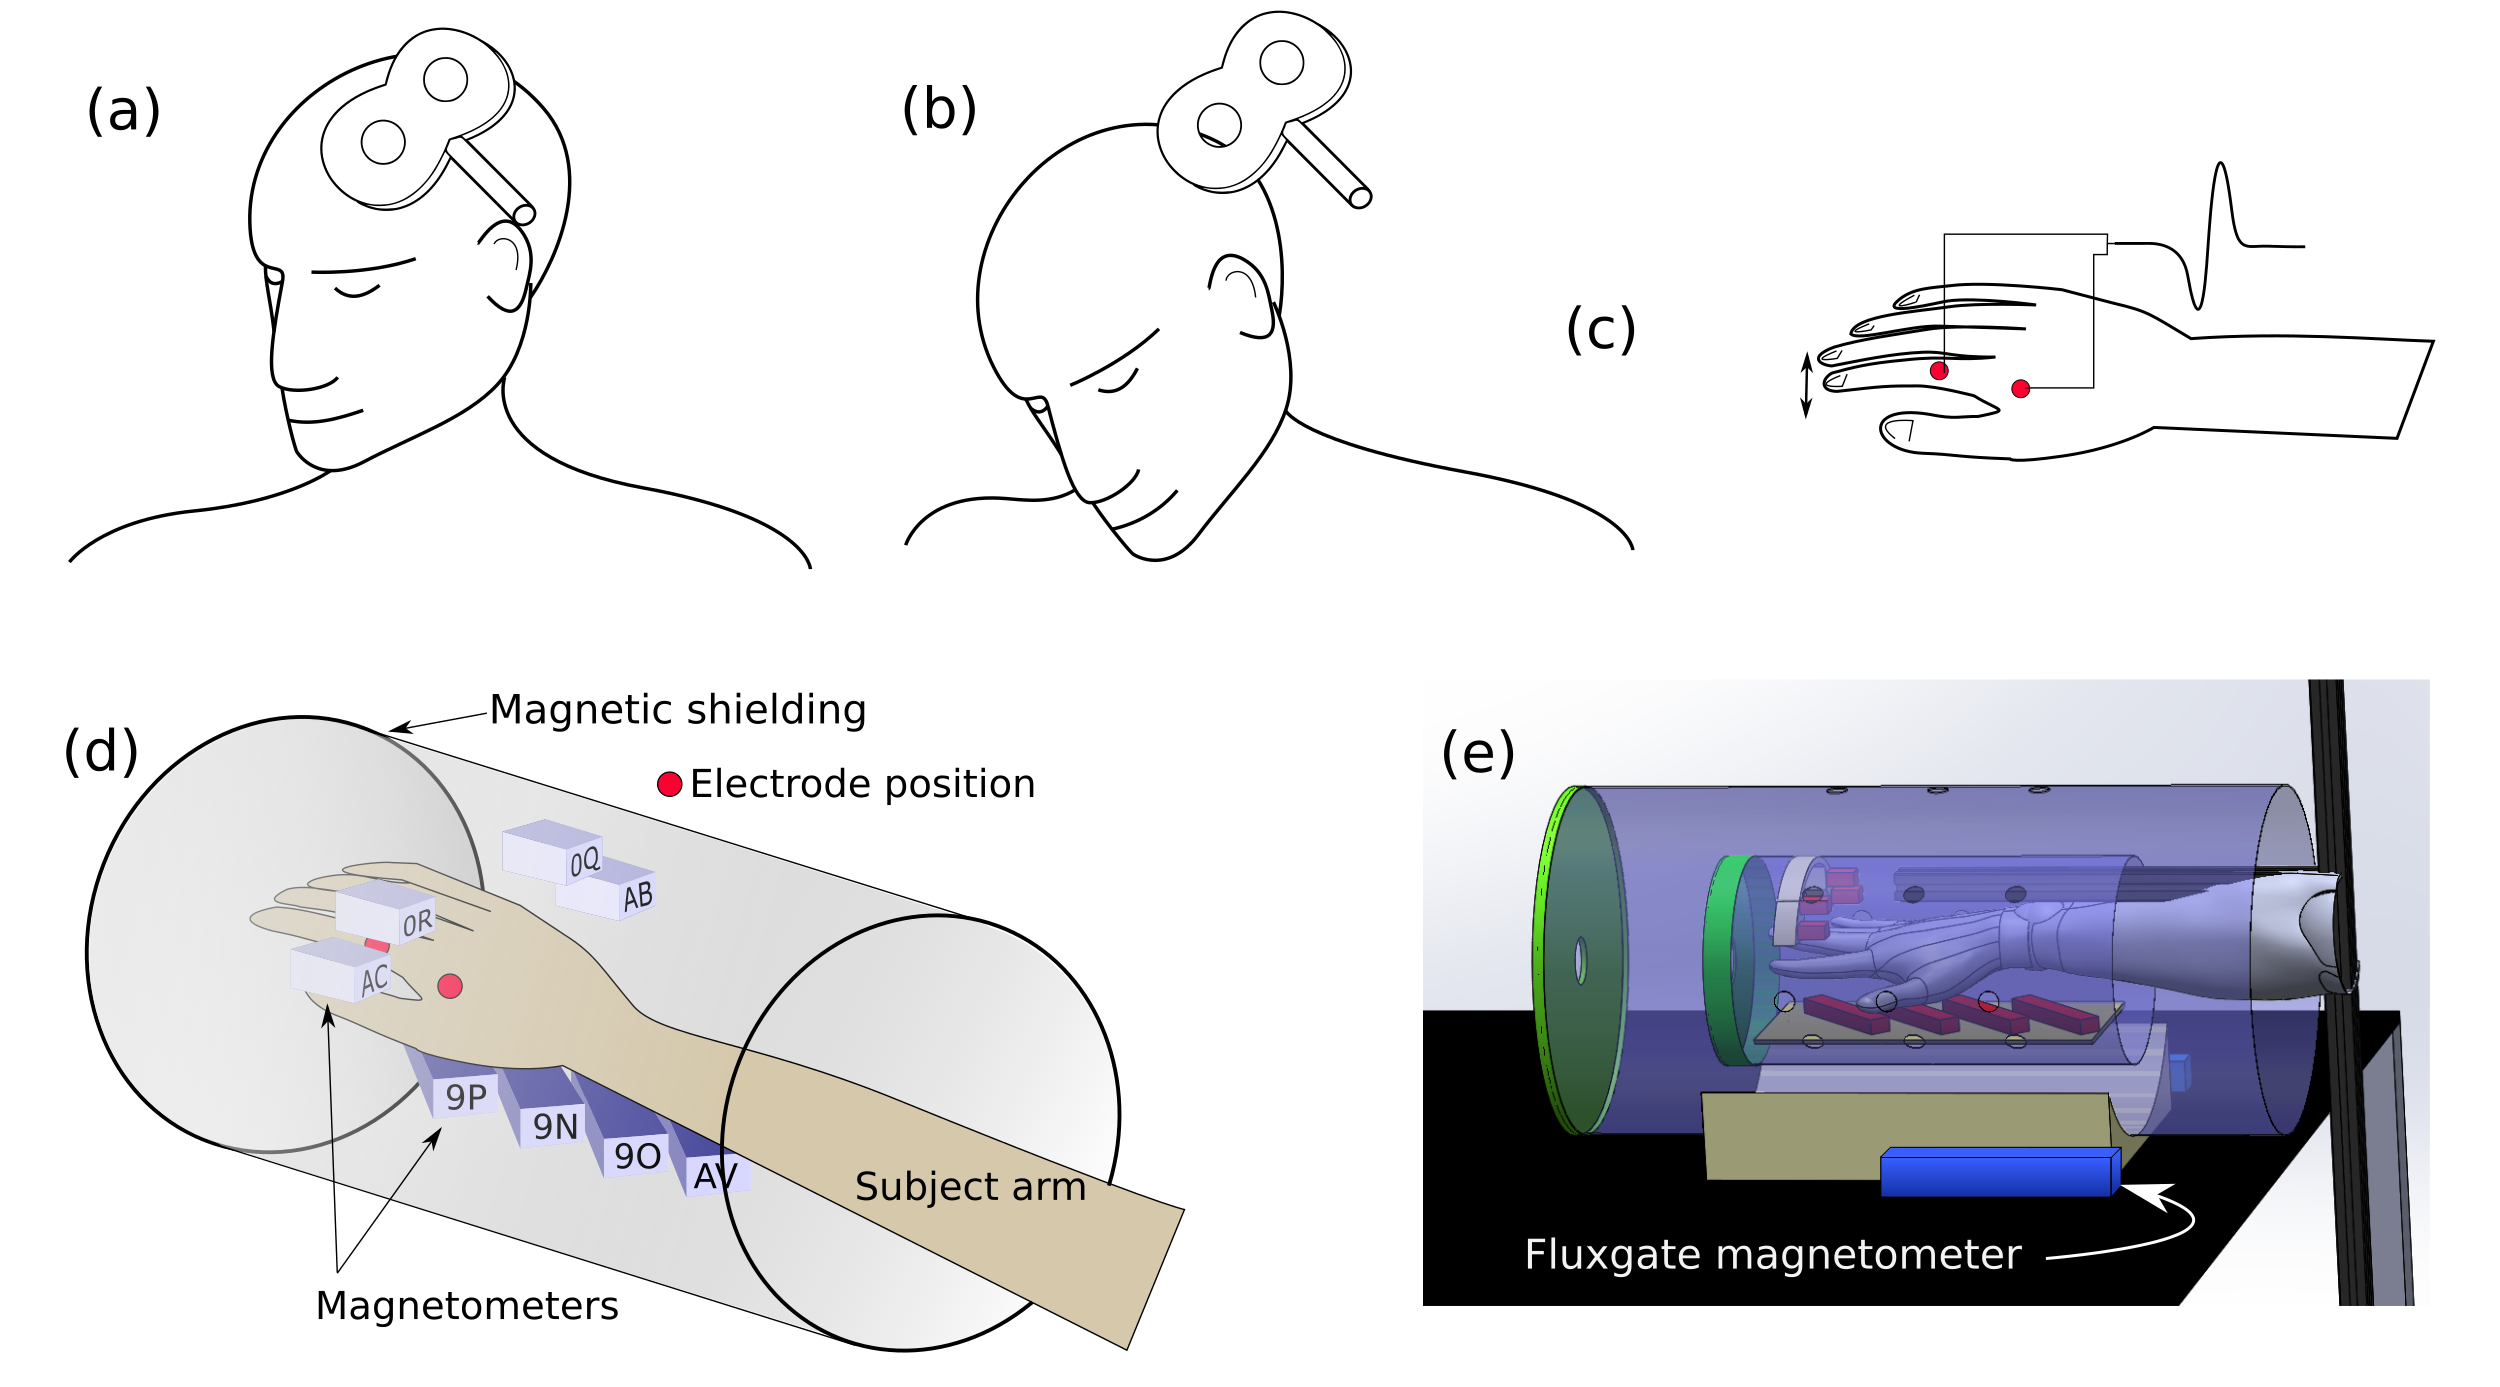 (a)
(b)
(c)
(d)
Magnetic shielding
Electrode position
0Q
AB
0R
AC
9P
9N
9O
AV
Subject arm
Magnetometers
(e)
Fluxgate magnetometer